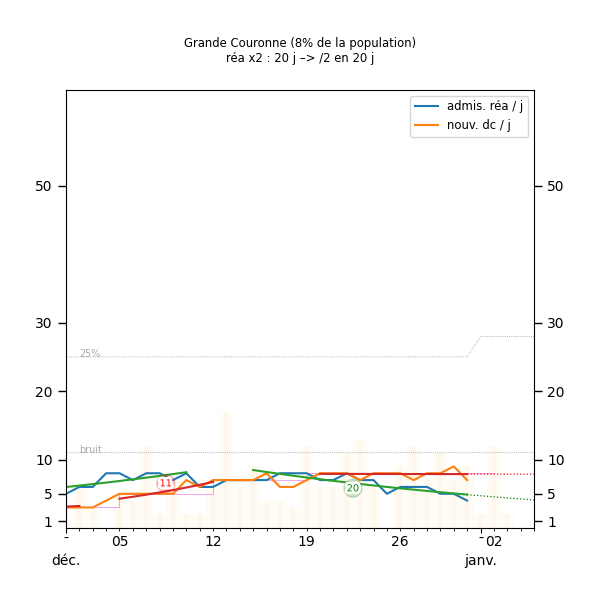 Grande Couronne (8% de la population)
réa x2 : 20 j –> /2 en 20 j
admis. réa / j
nouv. dc / j
50 50
30 30
25%
20 20
bruit
10 10
11
20
5 5
1 1
05 12 19 26 02
déc. janv.